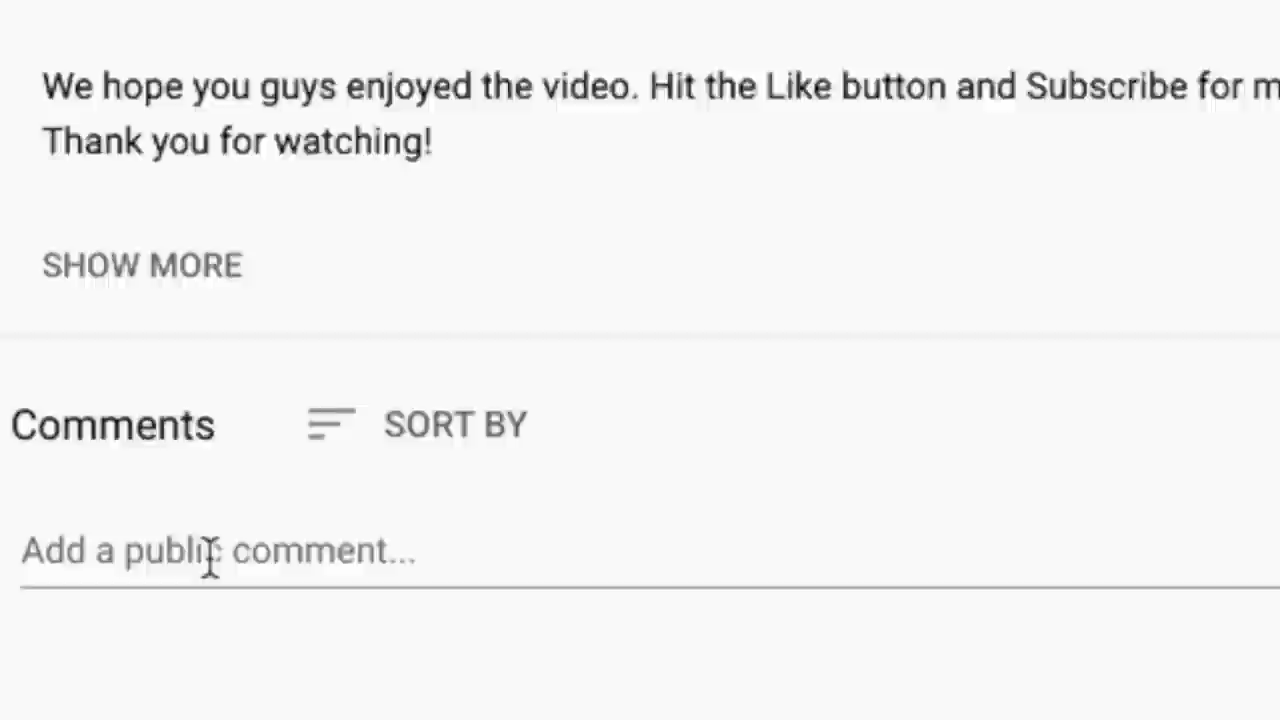 We hope you guys enjoyed the video. Hit the Like button and Subscribe for m
Thank you for watching!
SHOW MORE
Comments SORT BY
Add a public comment...